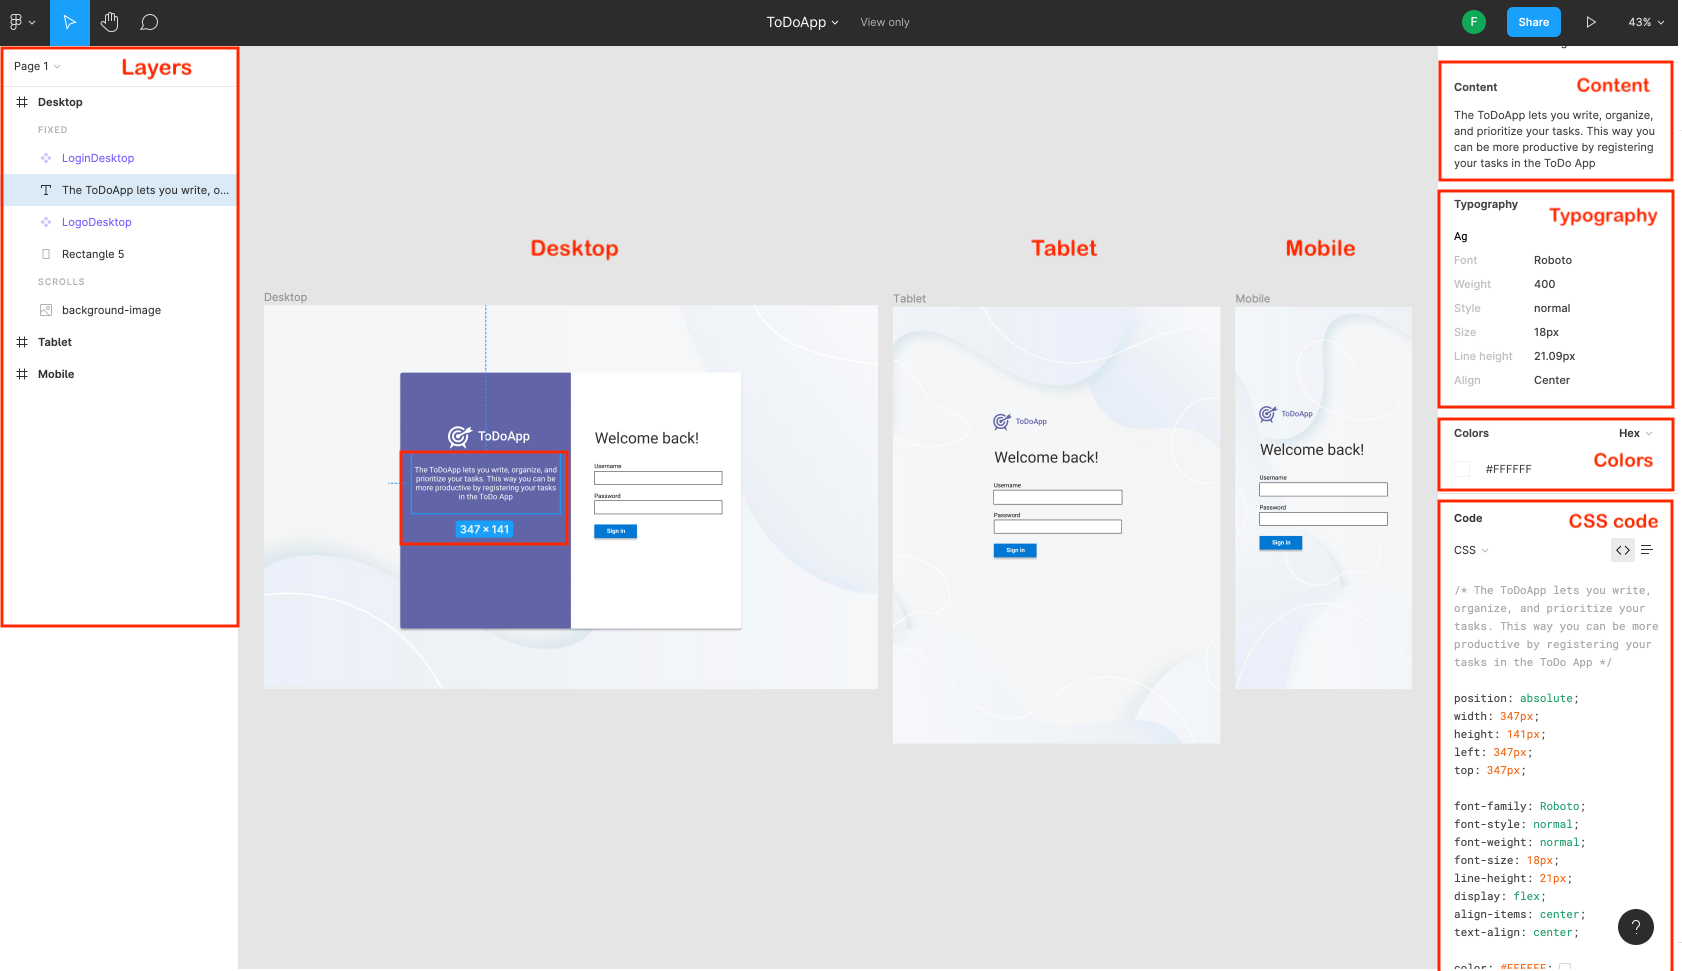 ToDoApp
View only
F
Share
43%
Page 1
Layers
Desktop
FIXED
LoginDesktop
The ToDoApp lets you write, o...
LogoDesktop
Rectangle 5
SCROLLS
background-image
Tablet
Mobile
Desktop
Tablet
Mobile
Desktop
ToDoApp
The ToDoApp lets you write, organize, and
prioritize your tasks. This way you can be
more productive by registering your tasks
in the ToDo App
347 × 141
Welcome back!
Username
Password
Sign in
Tablet
ToDoApp
Welcome back!
Username
Password
Sign in
Mobile
ToDoApp
Welcome back!
Username
Password
Sign in
Content
Content
The ToDoApp lets you write, organize,
and prioritize your tasks. This way you
can be more productive by registering
your tasks in the ToDo App
Typography
Typography
Ag
Font Roboto
Weight 400
Style normal
Size 18px
Line height 21.09px
Align Center
Colors
Hex
Colors
#FFFFFF
Code
CSS code
CSS
/* The ToDoApp lets you write,
organize, and prioritize your
tasks. This way you can be more
productive by registering your
tasks in the ToDo App */
position: absolute;
width: 347px;
height: 141px;
left: 347px;
top: 347px;
font-family: Roboto;
font-style: normal;
font-weight: normal;
font-size: 18px;
line-height: 21px;
display: flex;
align-items: center;
text-align: center;
color: #FFFFFF;
?